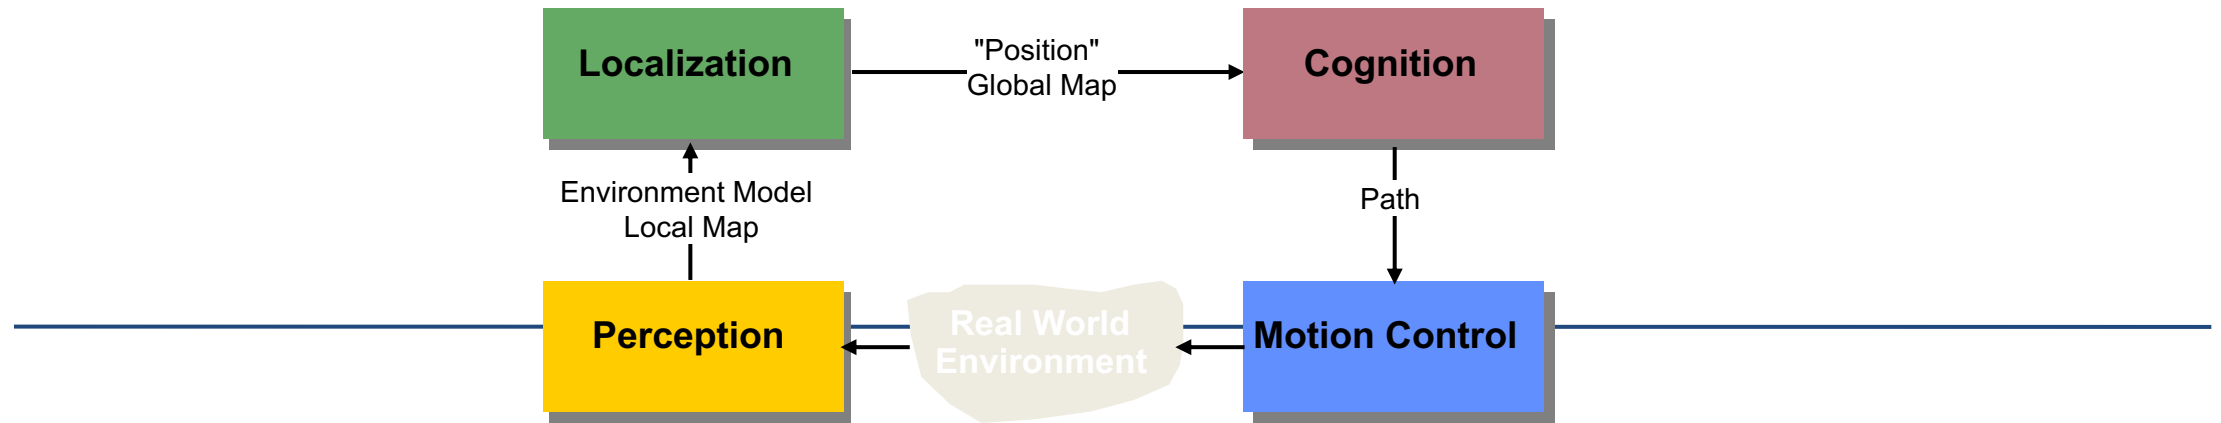 Localization
"Position"
Global Map
Cognition
Environment Model
Local Map
Path
Perception
Real World
Environment
Motion Control